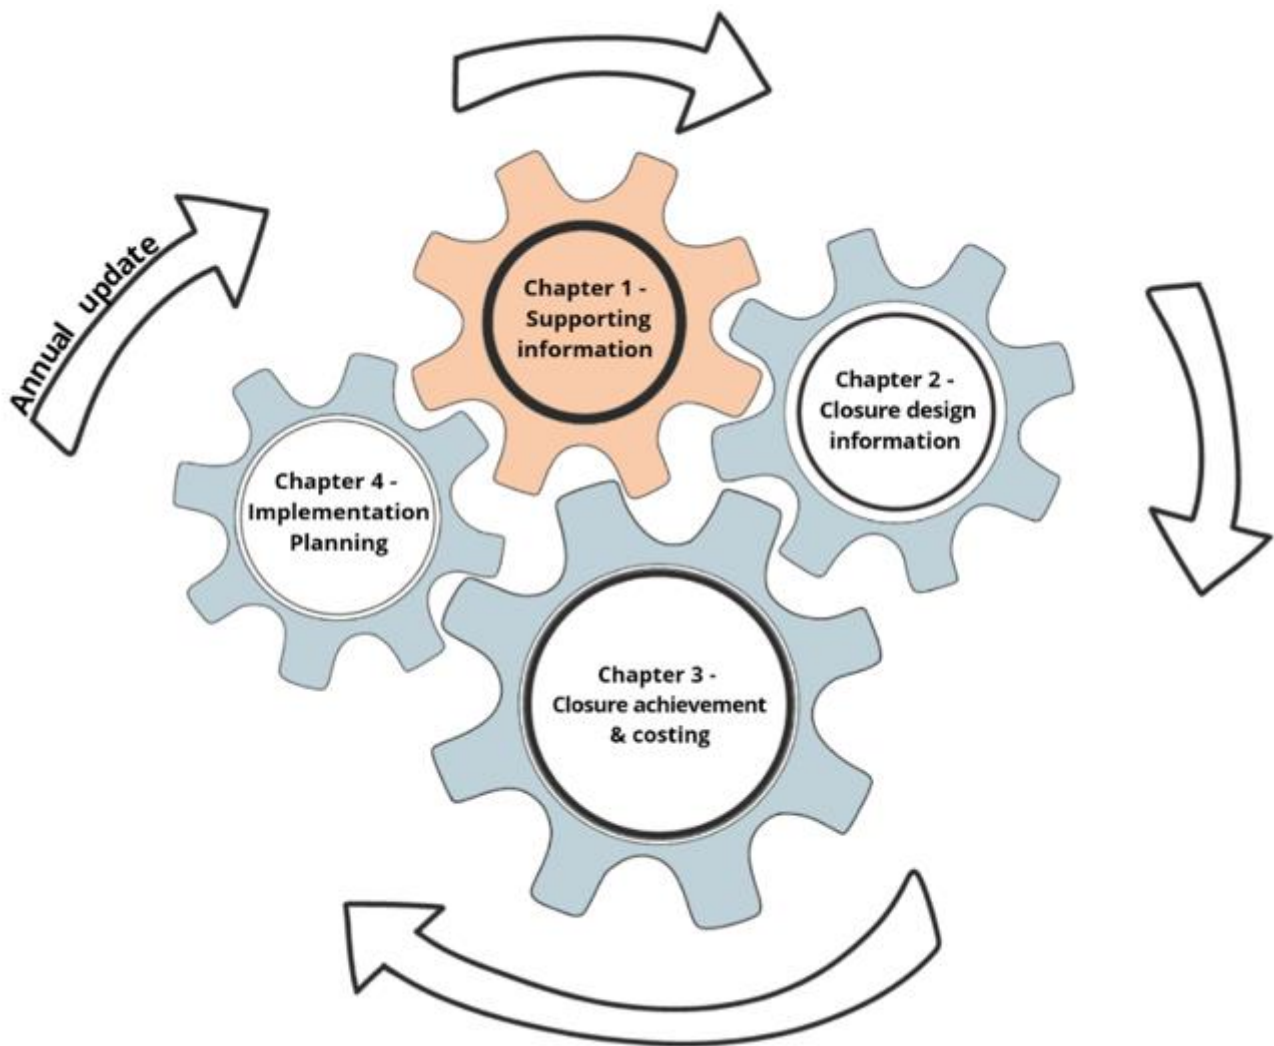 Annual update
Chapter 1 -
Supporting
information
Chapter 2 -
Closure design
information
Chapter 3 -
Closure achievement
& costing
Chapter 4 -
Implementation
Planning